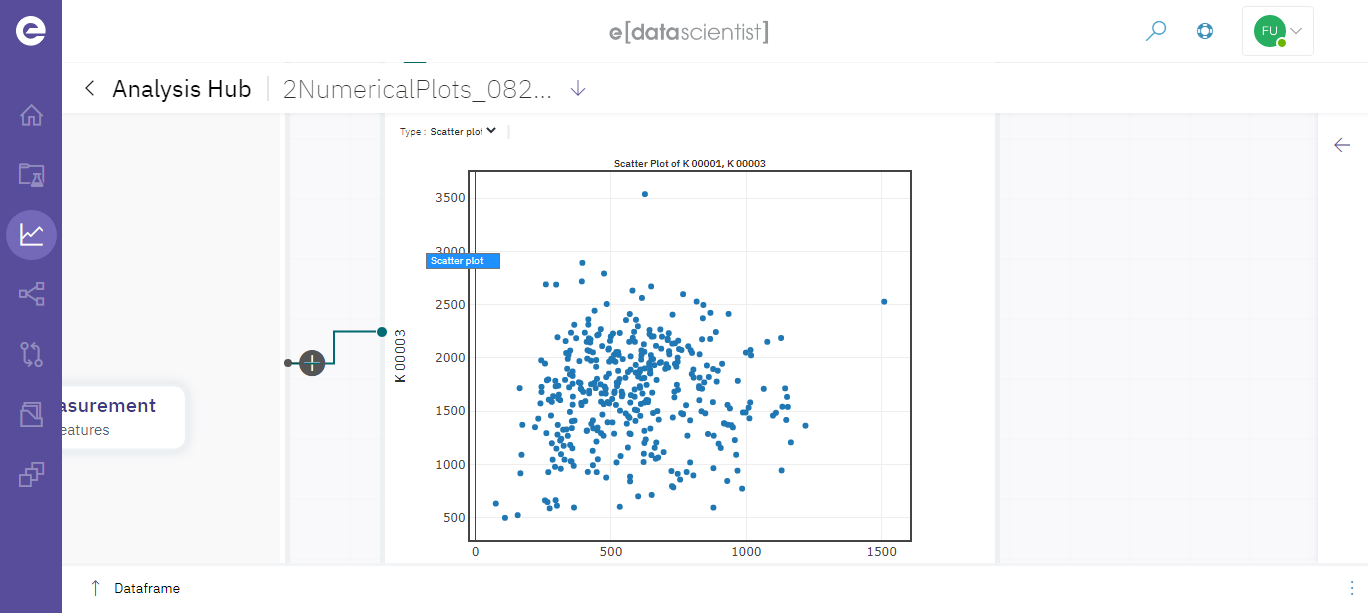 e[datascientist]
FU
Analysis Hub
2NumericalPlots_082...
Type : Scatter plot
Scatter Plot of K 00001, K 00003
3500
3000
Scatter plot
2500
2000
1500
1000
500
K 00003
0 500 1000 1500
asurement
eatures
Dataframe